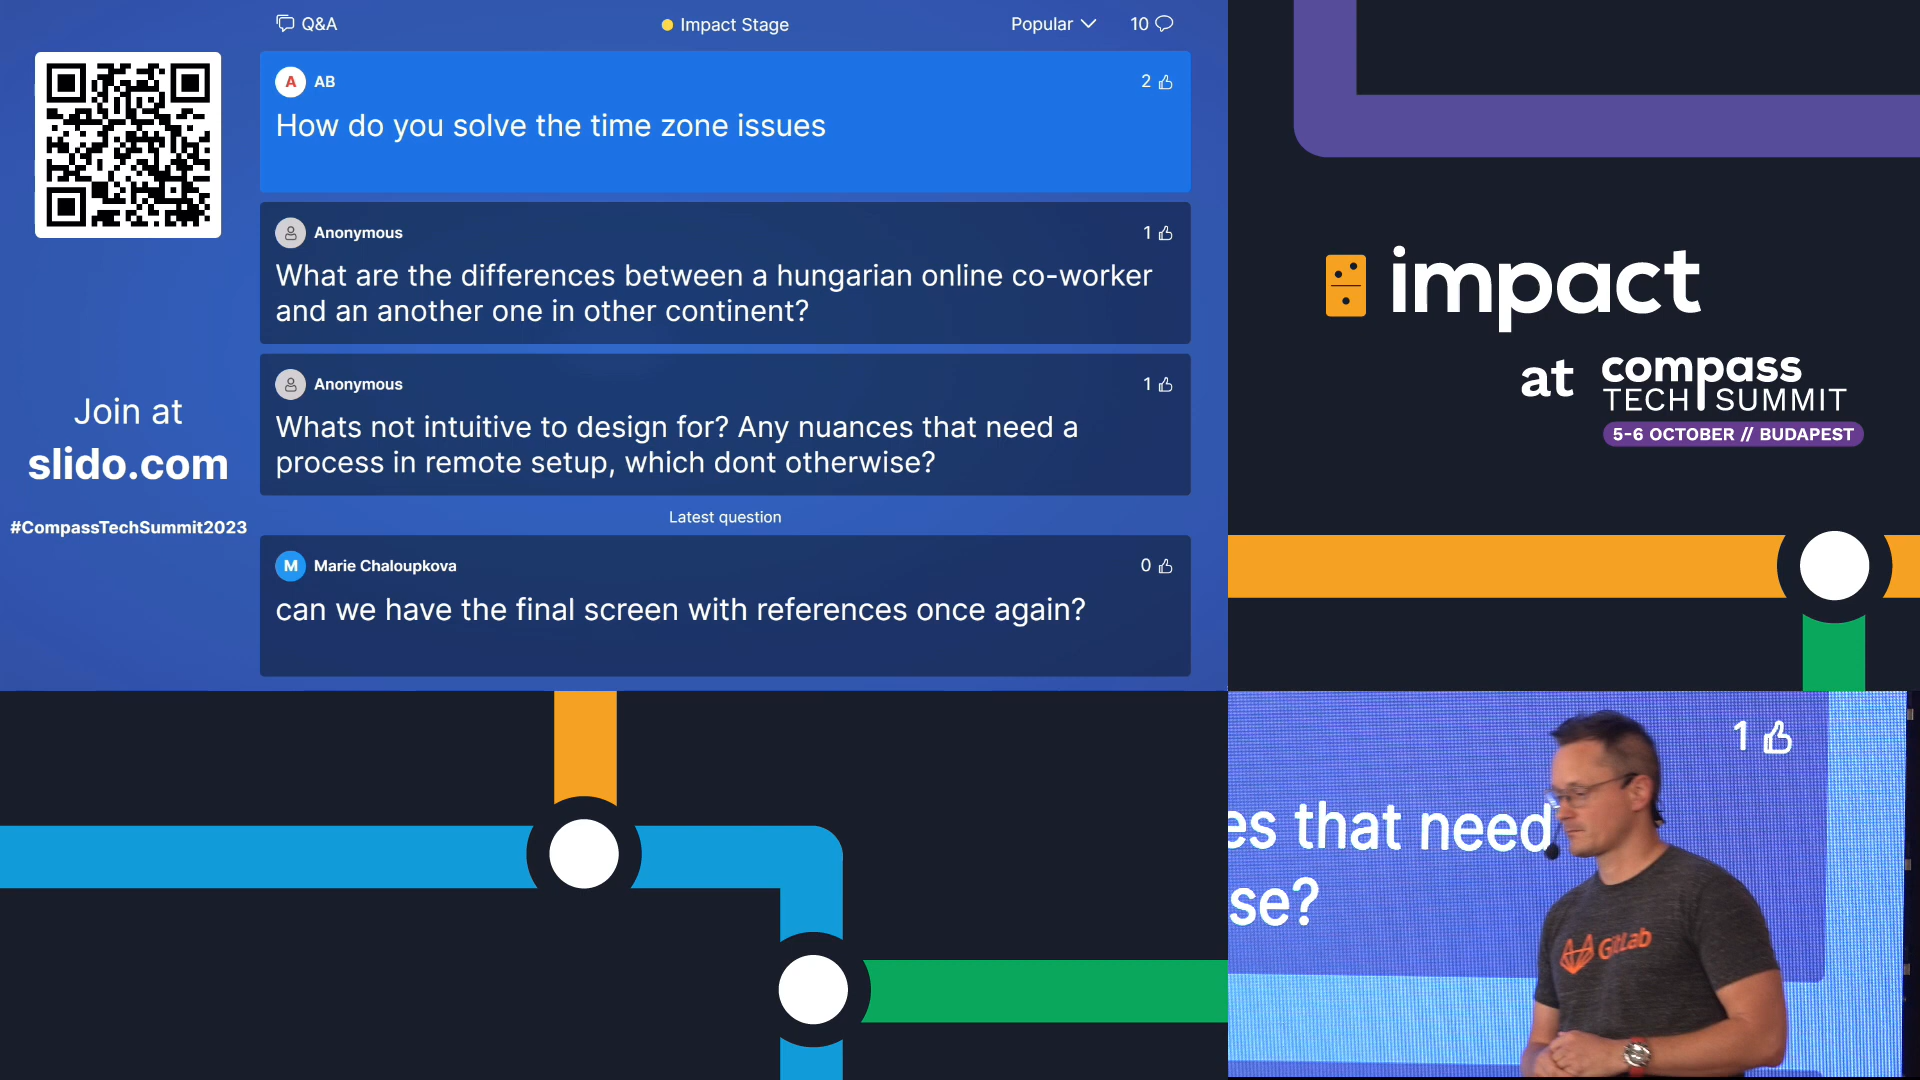 Q&A
Impact Stage
Popular
10
A
AB
2
How do you solve the time zone issues
Anonymous
1
What are the differences between a hungarian online co-worker
and an another one in other continent?
Anonymous
1
Whats not intuitive to design for? Any nuances that need a
process in remote setup, which dont otherwise?
Latest question
M
Marie Chaloupkova
0
can we have the final screen with references once again?
Join at
slido.com
#CompassTechSummit2023
impact
at
compass
TECH SUMMIT
5-6 OCTOBER // BUDAPEST
1
es that need
se?
GitLab